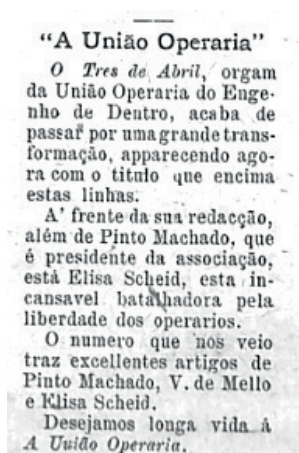 “A União Operaria”
O Tres de Abril, orgam
da União Operaria do Enge-
nho de Dentro, acaba de
passar por uma grande trans-
formação, apparecendo ago-
ra com o titulo que encima
estas linhas.
A' frente da sua redacção,
além de Pinto Machado, que
é presidente da associação,
está Elisa Scheid, esta in-
cansavel batalhadora pela
liberdade dos operarios.
O numero que nos veio
traz excellentes artigos de
Pinto Machado, V. de Mello
e Elisa Scheid.
Desejamos longa vida á
A União Operaria.